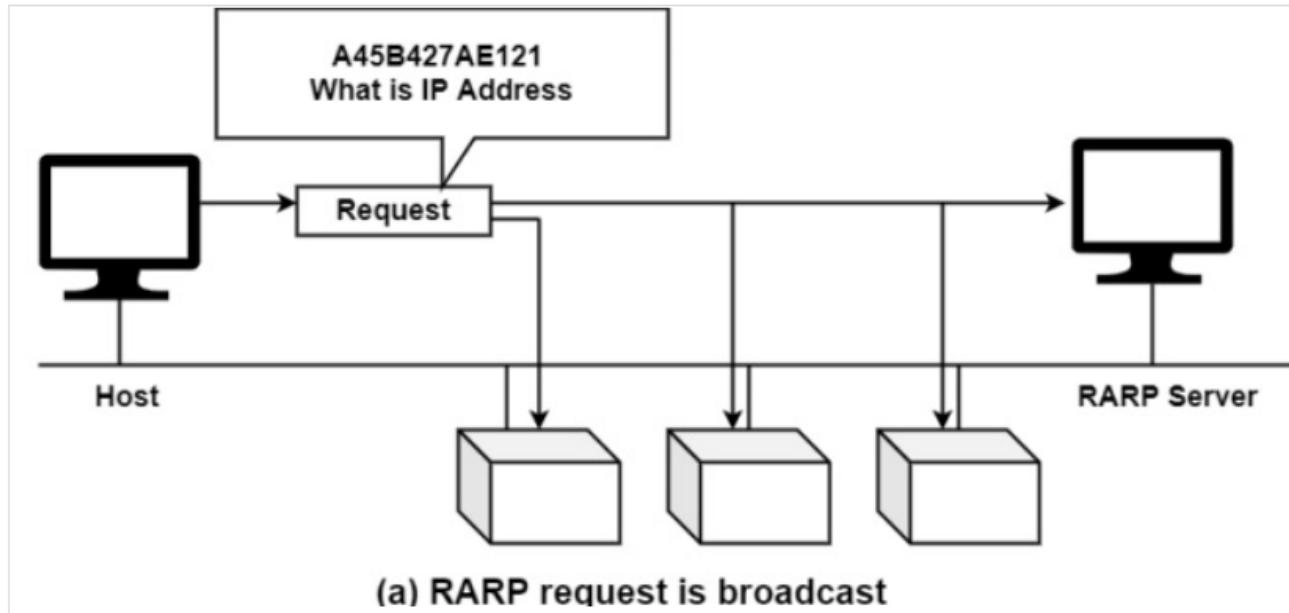 A45B427AE121
What is IP Address
Request
Host
RARP Server
(a) RARP request is broadcast